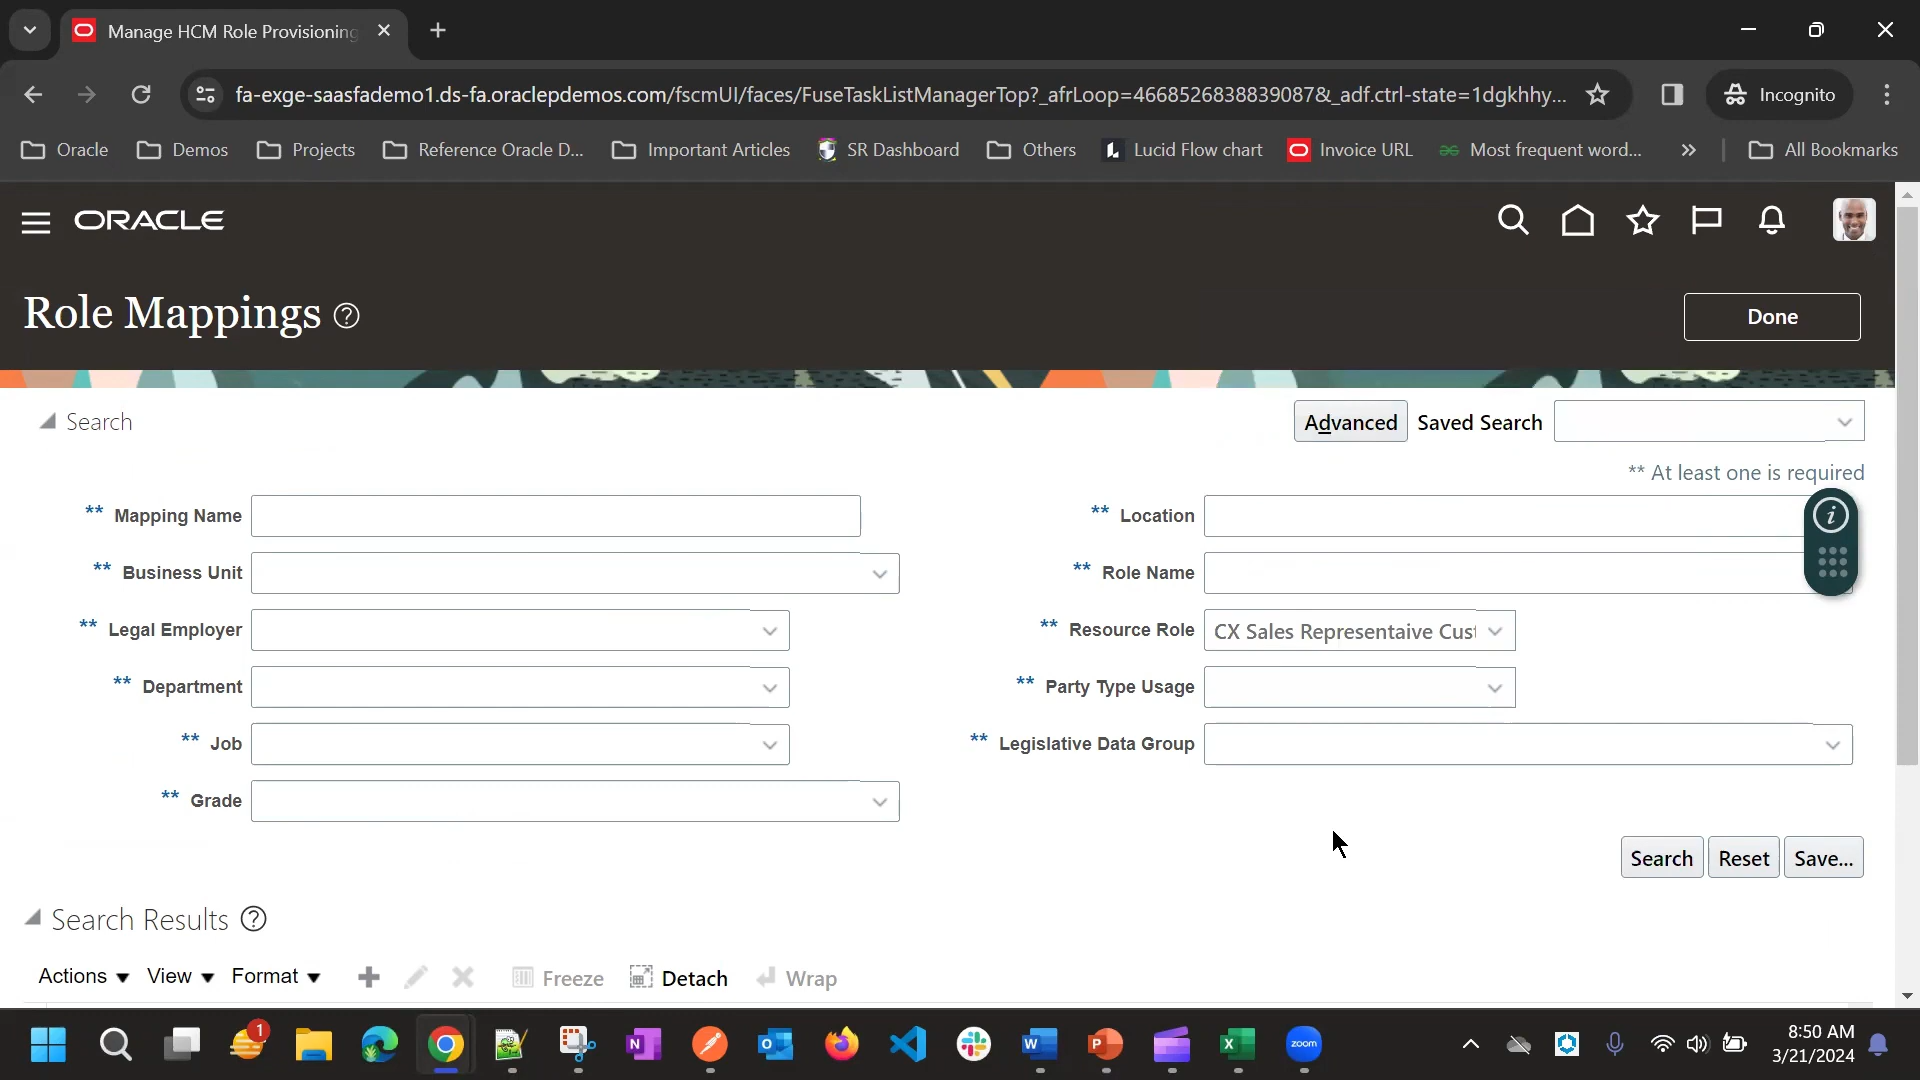 Manage HCM Role Provisioning
fa-exge-saasfademo1.ds-fa.oraclepdemos.com/fscmUI/faces/FuseTaskListManagerTop?_afrLoop=4668526838839087&_adf.ctrl-state=1dgkhhy...
Incognito
Oracle
Demos
Projects
Reference Oracle D...
Important Articles
SR Dashboard
Others
Lucid Flow chart
Invoice URL
Most frequent word...
»
All Bookmarks
ORACLE
Role Mappings
Done
Search
Advanced
Saved Search
** At least one is required
** Mapping Name
** Location
** Business Unit
** Role Name
** Legal Employer
** Resource Role
CX Sales Representaive Cust
** Department
** Party Type Usage
** Job
** Legislative Data Group
** Grade
Search
Reset
Save...
Search Results
Actions
View
Format
Freeze
Detach
Wrap
1
zoom
8:50 AM
3/21/2024